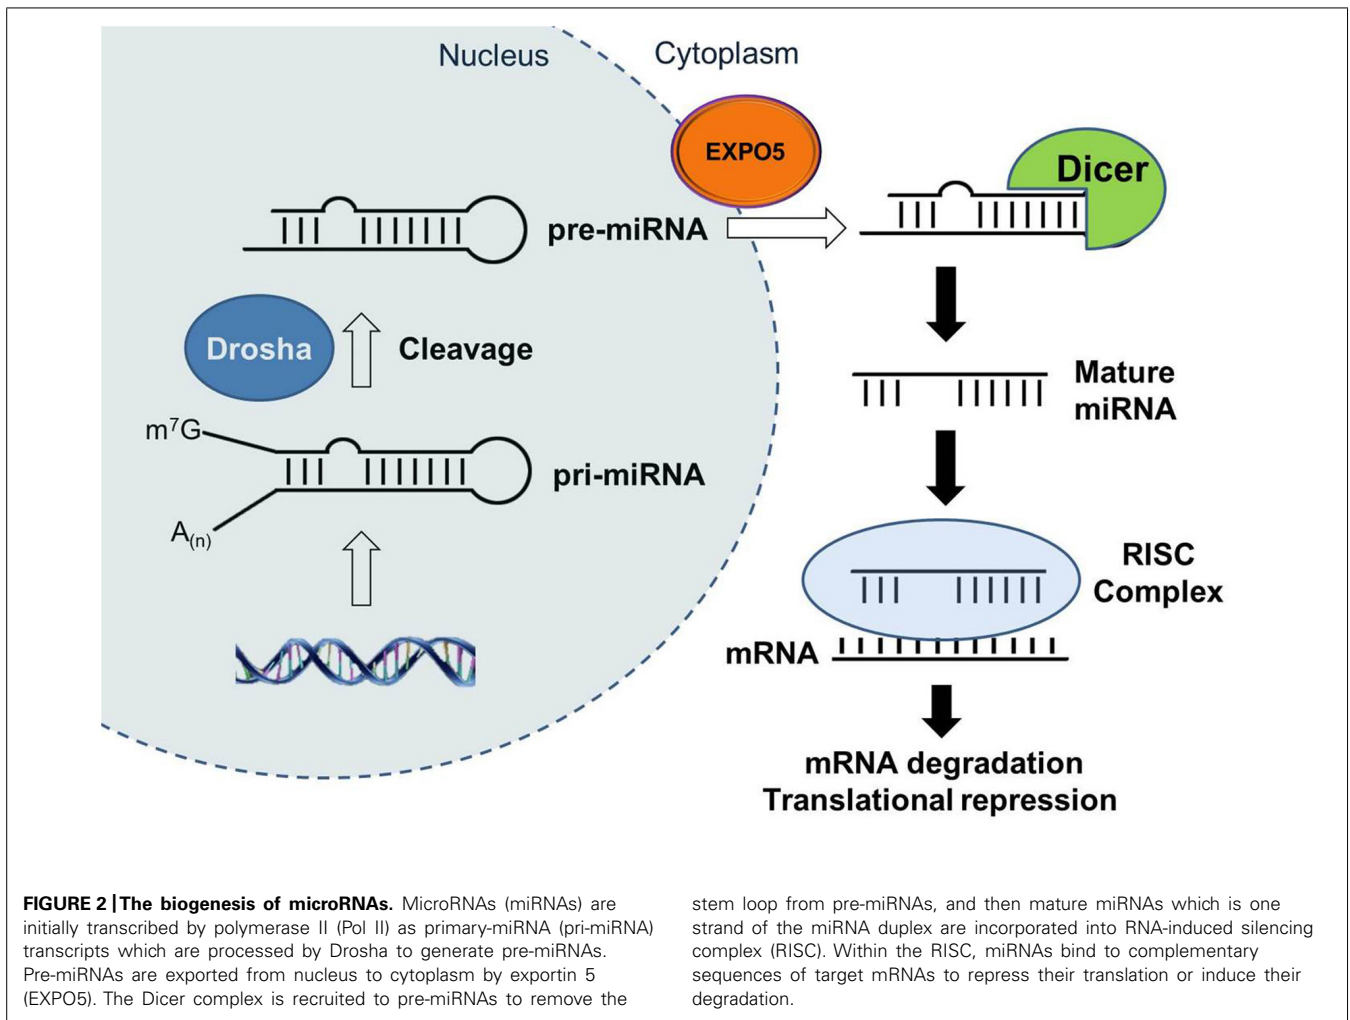 Nucleus
Cytoplasm
EXPO5
Dicer
pre-miRNA
Drosha
Cleavage
Mature
miRNA
m⁷G
pri-miRNA
A(n)
RISC
Complex
mRNA
mRNA degradation
Translational repression
FIGURE 2 | The biogenesis of microRNAs. MicroRNAs (miRNAs) are
initially transcribed by polymerase II (Pol II) as primary-miRNA (pri-miRNA)
transcripts which are processed by Drosha to generate pre-miRNAs.
Pre-miRNAs are exported from nucleus to cytoplasm by exportin 5
(EXPO5). The Dicer complex is recruited to pre-miRNAs to remove the
stem loop from pre-miRNAs, and then mature miRNAs which is one
strand of the miRNA duplex are incorporated into RNA-induced silencing
complex (RISC). Within the RISC, miRNAs bind to complementary
sequences of target mRNAs to repress their translation or induce their
degradation.